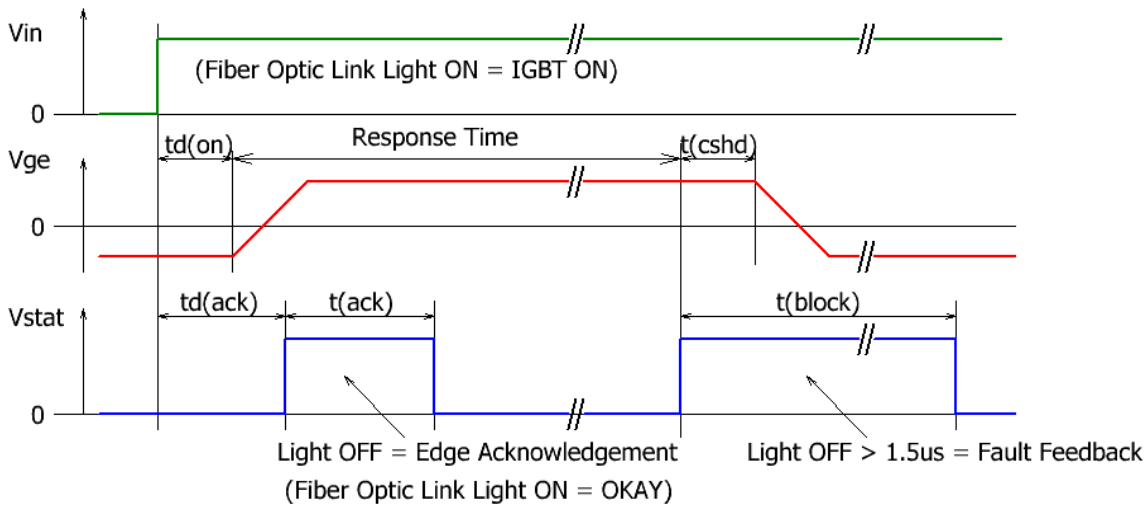 Vin
(Fiber Optic Link Light ON = IGBT ON)
0
td(on)
Response Time
t(cshd)
Vge
0
td(ack)
t(ack)
t(block)
Vstat
0
Light OFF = Edge Acknowledgement
Light OFF > 1.5us = Fault Feedback
(Fiber Optic Link Light ON = OKAY)